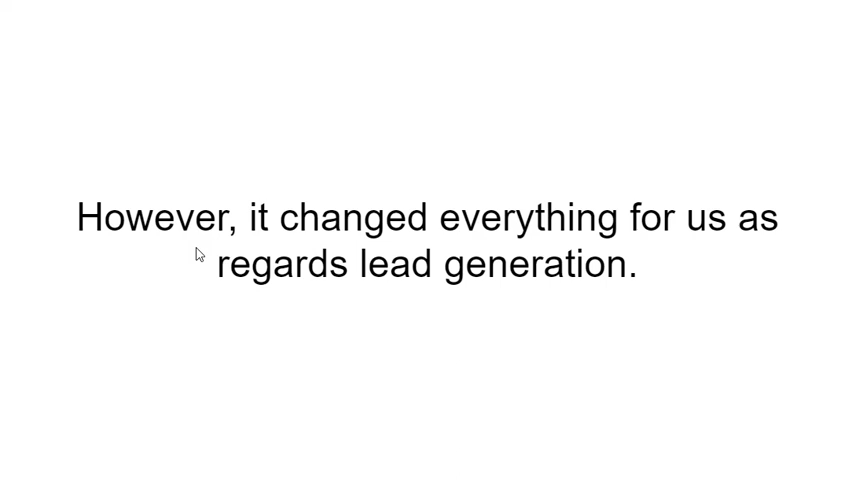 However, it changed everything for us as
regards lead generation.